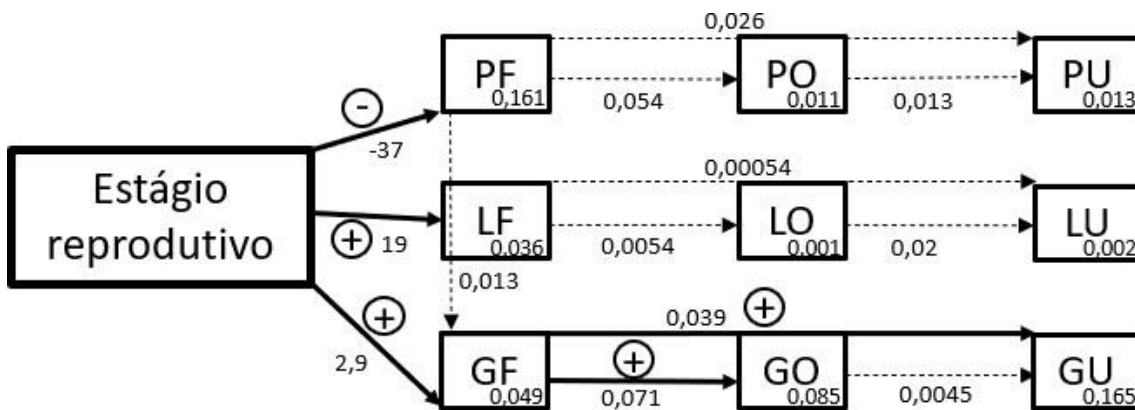 0,026
PF
0,161
PO
0,011
PU
0,013
0,054
0,013
-
-37
Estágio
reprodutivo
0,00054
LF
0,036
LO
0,001
LU
0,002
0,0054
0,02
+
19
0,013
+
2,9
0,039
+
GF
0,049
+
0,071
GO
0,085
0,0045
GU
0,165